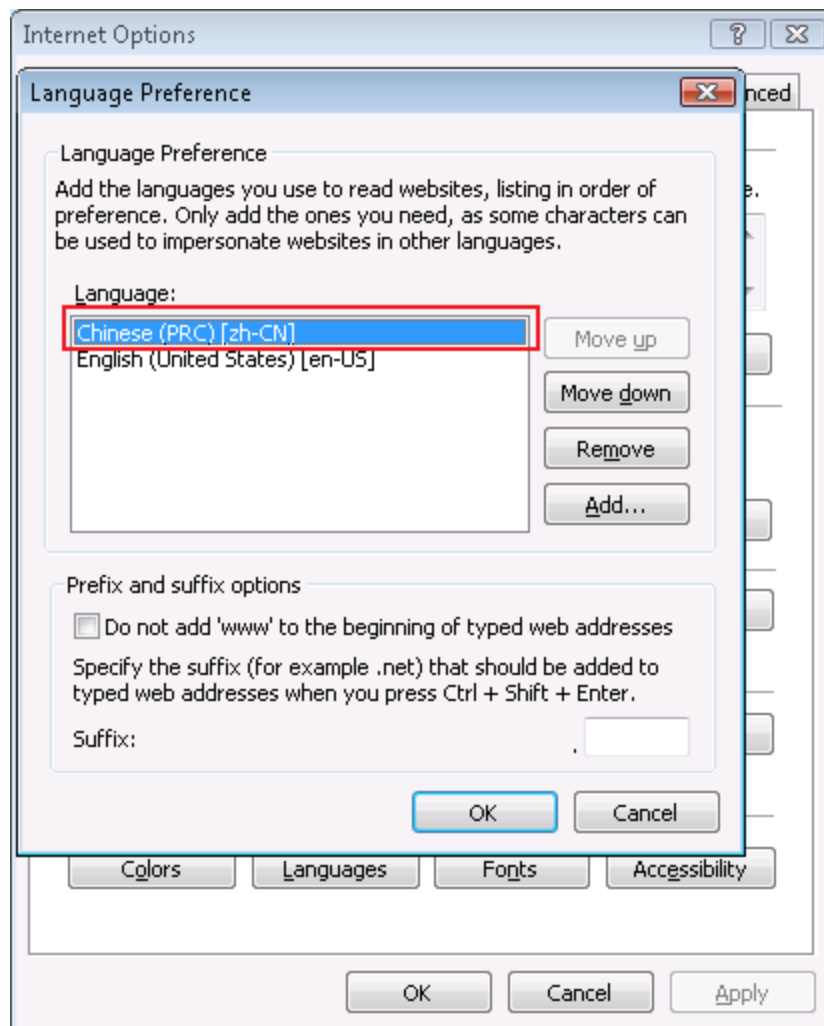 Internet Options
Language Preference
nced
Language Preference
Add the languages you use to read websites, listing in order of
e.
preference. Only add the ones you need, as some characters can
be used to impersonate websites in other languages.
Language:
Chinese (PRC) [zh-CN]
Move up
English (United States) [en-US]
Move down
Remove
Add...
Prefix and suffix options
Do not add 'www' to the beginning of typed web addresses
Specify the suffix (for example .net) that should be added to
typed web addresses when you press Ctrl + Shift + Enter.
Suffix: .
OK Cancel
Colors Languages Fonts Accessibility
OK Cancel Apply